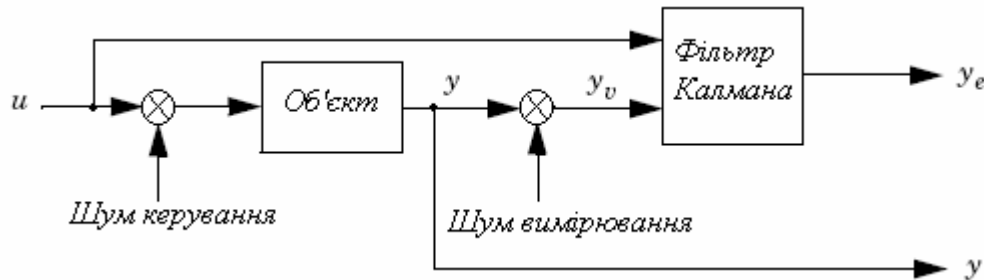 Фільтр
Калмана
u
Об'єкт
y
y_v
y_e
Шум керування
Шум вимірювання
y